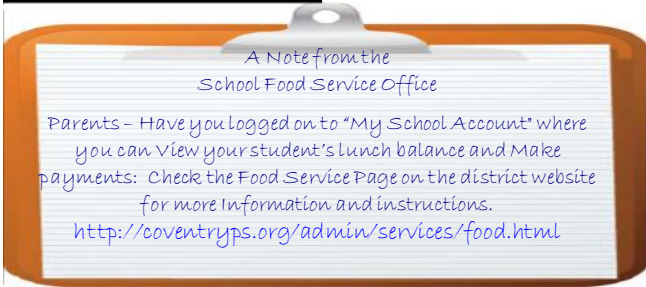 A Note from the
School Food Service Office
Parents – Have you logged on to “My School Account" where
you can View your student’s lunch balance and Make
payments: Check the Food Service Page on the district website
for more Information and instructions.
http://coventryps.org/admin/services/food.html